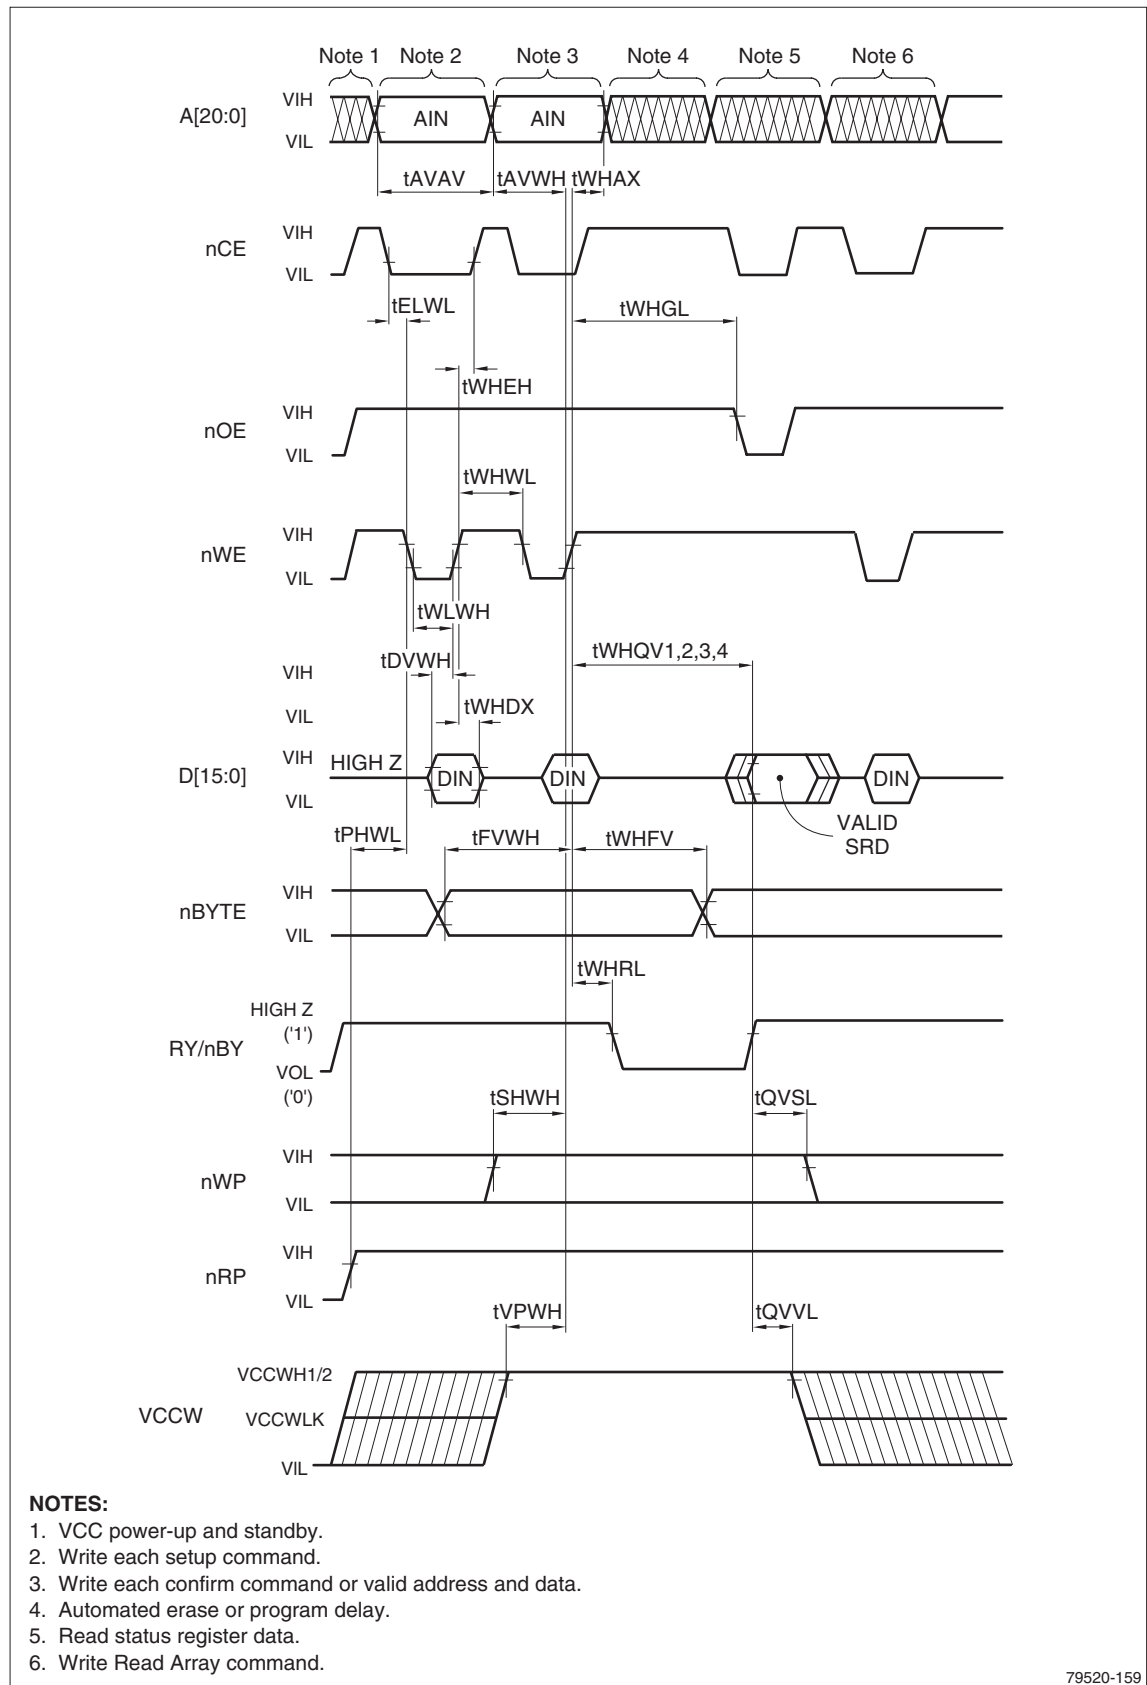 Note 1 Note 2 Note 3 Note 4 Note 5 Note 6
A[20:0] VIH VIL AIN AIN
tAVAV tAVWH tWHAX
nCE VIH VIL
tELWL tWHGL
tWHEH
nOE VIH VIL
tWHWL
nWE VIH VIL
tWLWH
tDVWH tWHQV1,2,3,4
VIH
tWHDX
VIL
D[15:0] VIH VIL HIGH Z DIN DIN DIN
VALID
SRD
tPHWL tFVWH tWHFV
nBYTE VIH VIL
tWHRL
RY/nBY HIGH Z
('1')
VOL
('0')
tSHWH tQVSL
nWP VIH VIL
nRP VIH VIL
tVPWH tQVVL
VCCWH1/2
VCCW VCCWLK
VIL
NOTES:
1. VCC power-up and standby.
2. Write each setup command.
3. Write each confirm command or valid address and data.
4. Automated erase or program delay.
5. Read status register data.
6. Write Read Array command.
79520-159